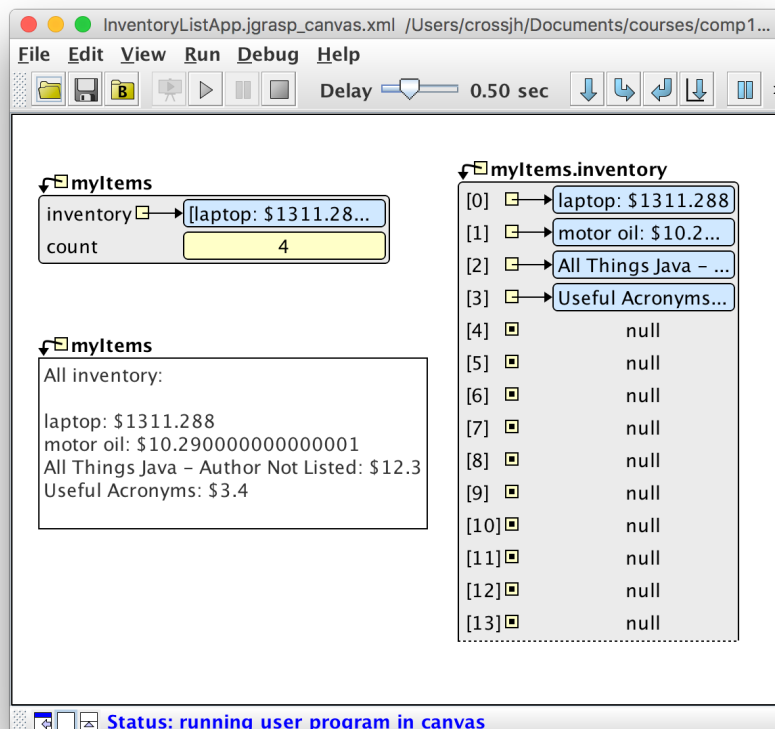 InventoryListApp.jgrasp_canvas.xml /Users/crossjh/Documents/courses/comp1...
File Edit View Run Debug Help
B Delay 0.50 sec
myItems
inventory [laptop: $1311.28...
count 4
myItems
All inventory:
laptop: $1311.288
motor oil: $10.290000000000001
All Things Java – Author Not Listed: $12.3
Useful Acronyms: $3.4
myItems.inventory
[0] laptop: $1311.288
[1] motor oil: $10.2...
[2] All Things Java – ...
[3] Useful Acronyms...
[4] null
[5] null
[6] null
[7] null
[8] null
[9] null
[10] null
[11] null
[12] null
[13] null
Status: running user program in canvas